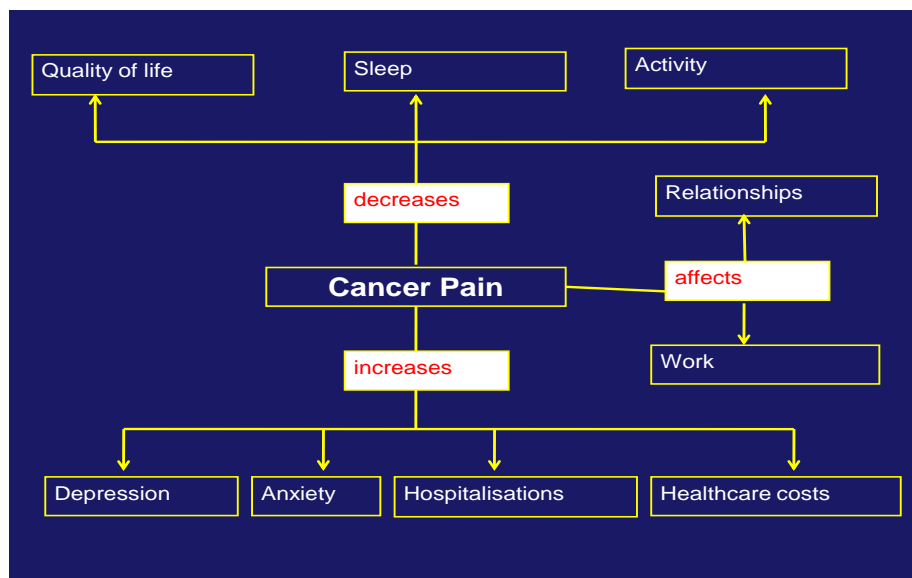 Quality of life
Sleep
Activity
decreases
Relationships
Cancer Pain
affects
increases
Work
Depression
Anxiety
Hospitalisations
Healthcare costs